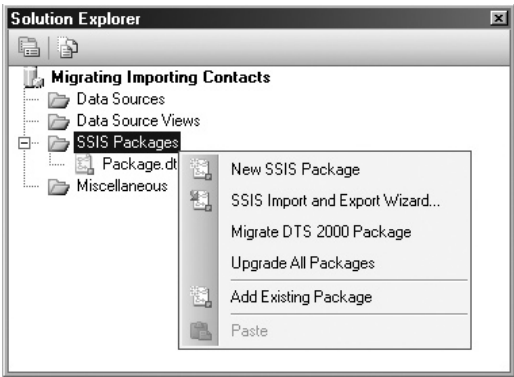 Solution Explorer
Migrating Importing Contacts
Data Sources
Data Source Views
SSIS Packages
Package.dt
Miscellaneous
New SSIS Package
SSIS Import and Export Wizard...
Migrate DTS 2000 Package
Upgrade All Packages
Add Existing Package
Paste